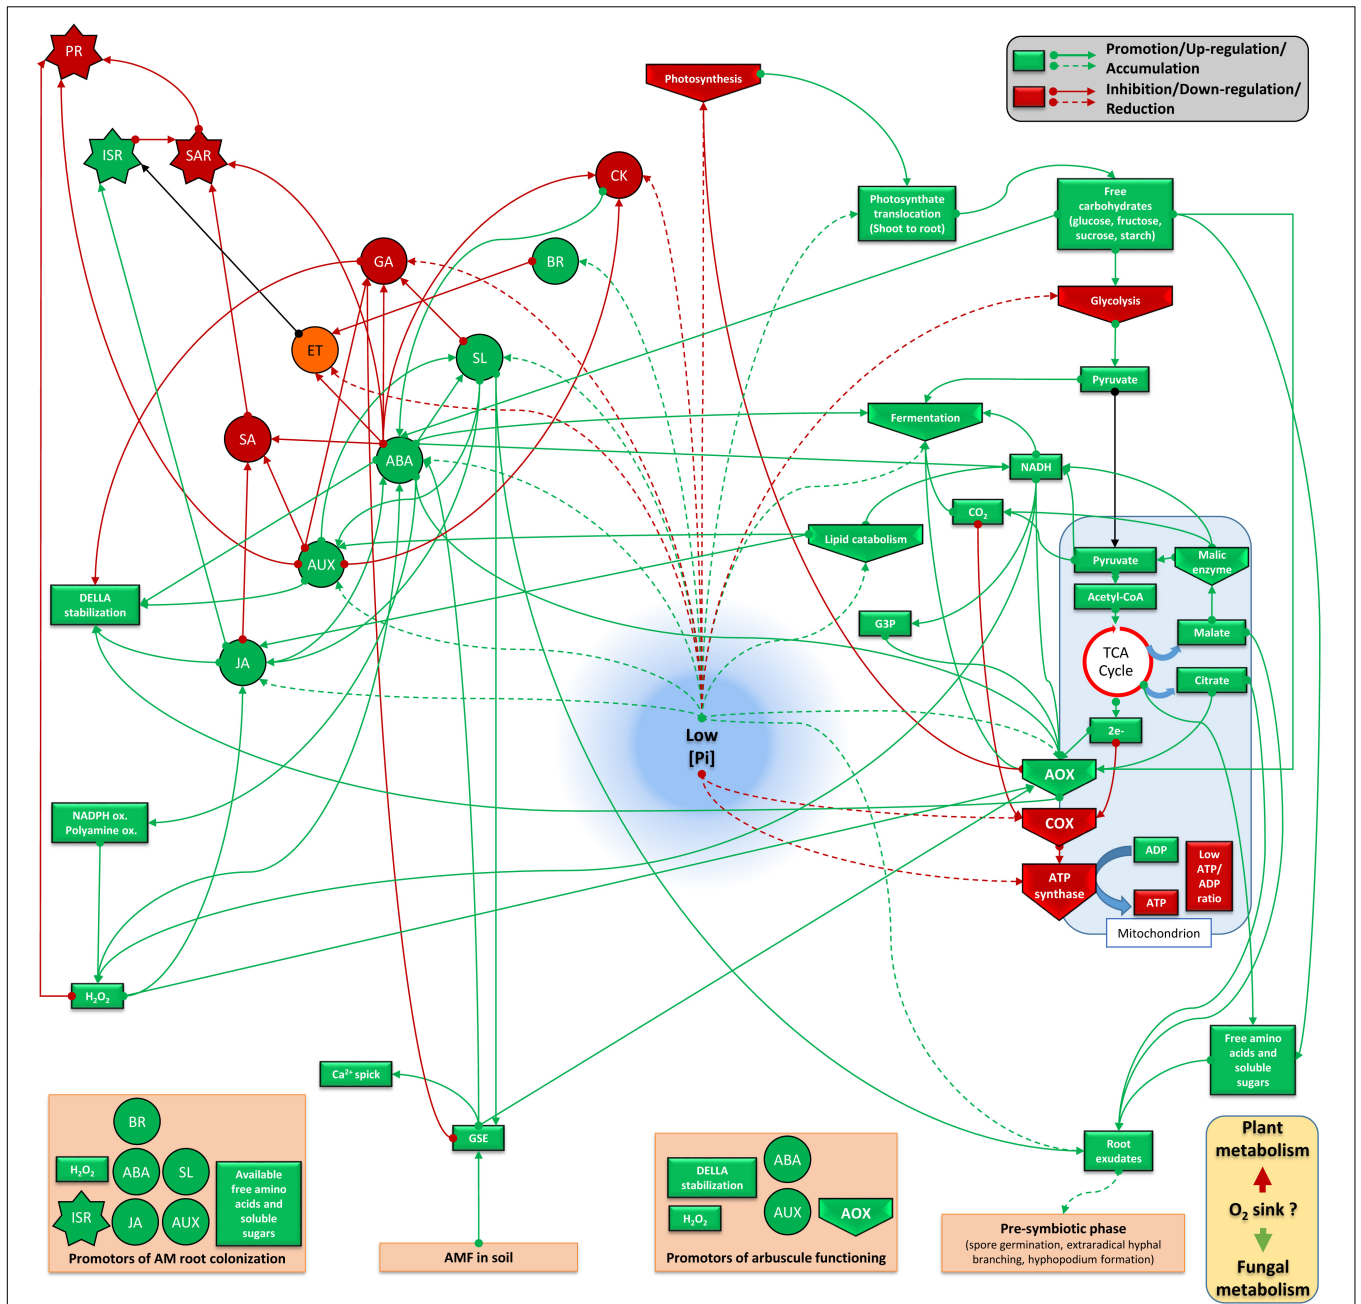 PR
Promotion/Up-regulation/
Accumulation
Inhibition/Down-regulation/
Reduction
Photosynthesis
ISR
SAR
CK
Photosynthate
translocation
(Shoot to root)
Free
carbohydrates
(glucose, fructose,
sucrose, starch)
GA
BR
Glycolysis
ET
SL
Pyruvate
Fermentation
SA
ABA
NADH
CO₂
Lipid catabolism
Pyruvate
Malic
enzyme
AUX
DELLA
stabilization
Acetyl-CoA
G3P
Malate
JA
TCA
Cycle
Citrate
2e-
Low
[Pi]
AOX
NADPH ox.
Polyamine ox.
COX
ADP
Low
ATP/
ADP
ratio
ATP
synthase
ATP
Mitochondrion
H₂O₂
Free amino
acids and
soluble
sugars
Ca²⁺ spick
GSE
Root
exudates
BR
H₂O₂
ABA
SL
ISR
JA
AUX
Available
free amino
acids and
soluble
sugars
Promotors of AM root colonization
AMF in soil
DELLA
stabilization
ABA
H₂O₂
AUX
AOX
Promotors of arbuscule functioning
Pre-symbiotic phase
(spore germination, extraradical hyphal
branching, hyphopodium formation)
Plant
metabolism
O₂ sink ?
Fungal
metabolism